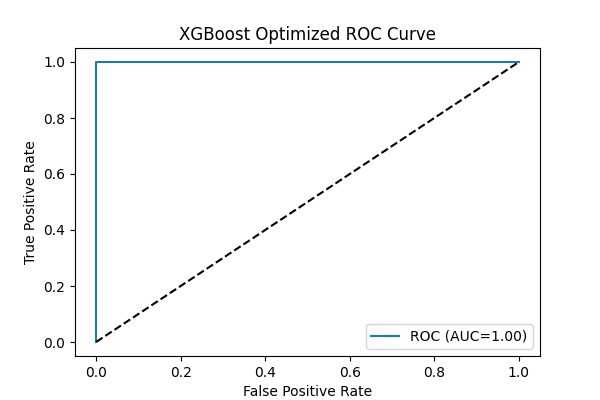 XGBoost Optimized ROC Curve
True Positive Rate
1.0
0.8
0.6
0.4
0.2
0.0
ROC (AUC=1.00)
0.0 0.2 0.4 0.6 0.8 1.0
False Positive Rate